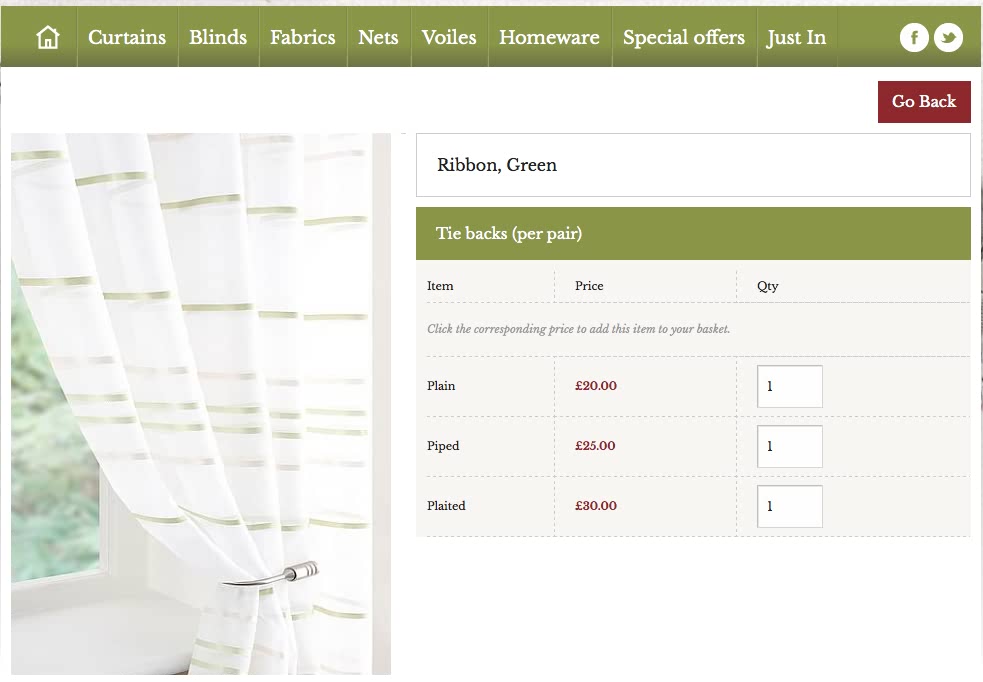 Curtains Blinds Fabrics Nets Voiles Homeware Special offers Just In f
Go Back
Ribbon, Green
Tie backs (per pair)
Item Price Qty
Click the corresponding price to add this item to your basket.
Plain £20.00 1
Piped £25.00 1
Plaited £30.00 1